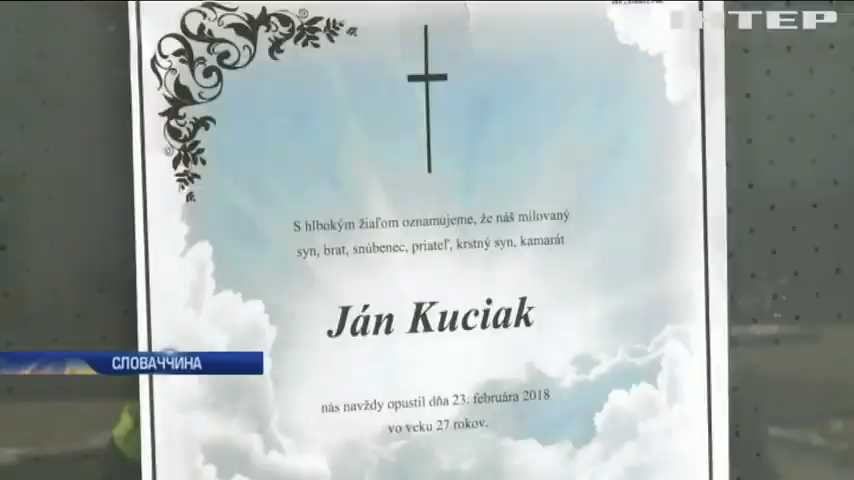 ІНТЕР
S hlbokým žiaľom oznamujeme, že náš milovaný
syn, brat, snúbenec, priateľ, krstný syn, kamarát
Ján Kuciak
СЛОВАЧЧИНА
nás navždy opustil dňa 23. februára 2018
vo veku 27 rokov.